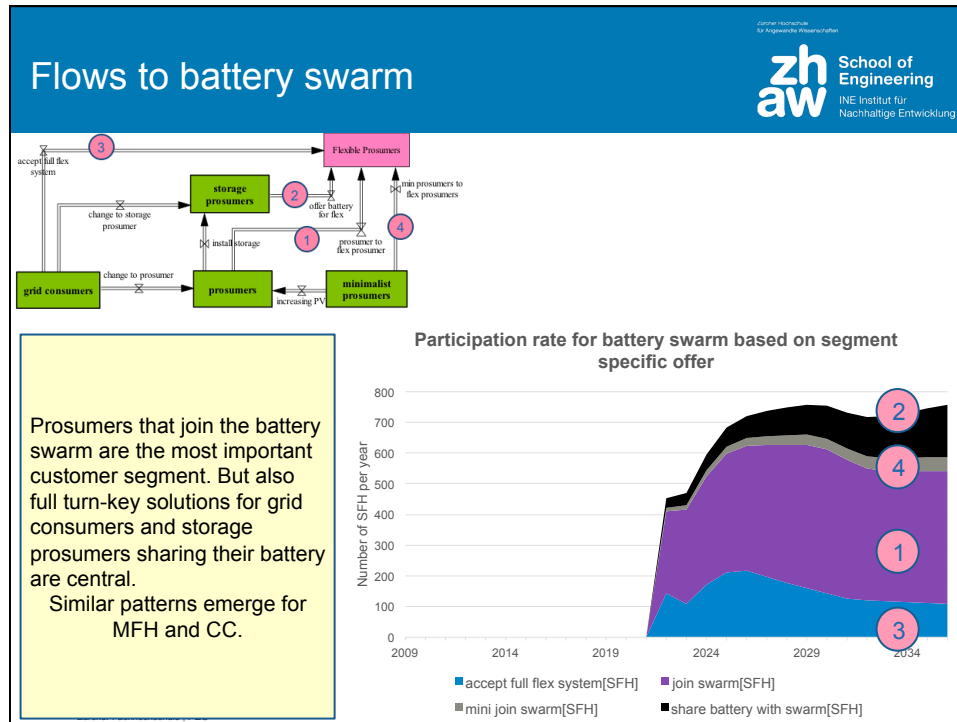 Zürcher Hochschule
für Angewandte Wissenschaften
Flows to battery swarm
zh
aw
School of
Engineering
INE Institut für
Nachhaltige Entwicklung
3
accept full flex
system
Flexible Prosumers
storage
prosumers
2
offer battery
for flex
min prosumers to
flex prosumers
change to storage
prosumer
install storage
1
prosumer to
flex prosumer
4
change to prosumer
grid consumers
prosumers
increasing PV
minimalist
prosumers
Prosumers that join the battery
swarm are the most important
customer segment. But also
full turn-key solutions for grid
consumers and storage
prosumers sharing their battery
are central.
Similar patterns emerge for
MFH and CC.
Participation rate for battery swarm based on segment
specific offer
Number of SFH per year
800
700
600
500
400
300
200
100
0
2009
2014
2019
2024
2029
2034
2
4
1
3
accept full flex system[SFH]
join swarm[SFH]
mini join swarm[SFH]
share battery with swarm[SFH]